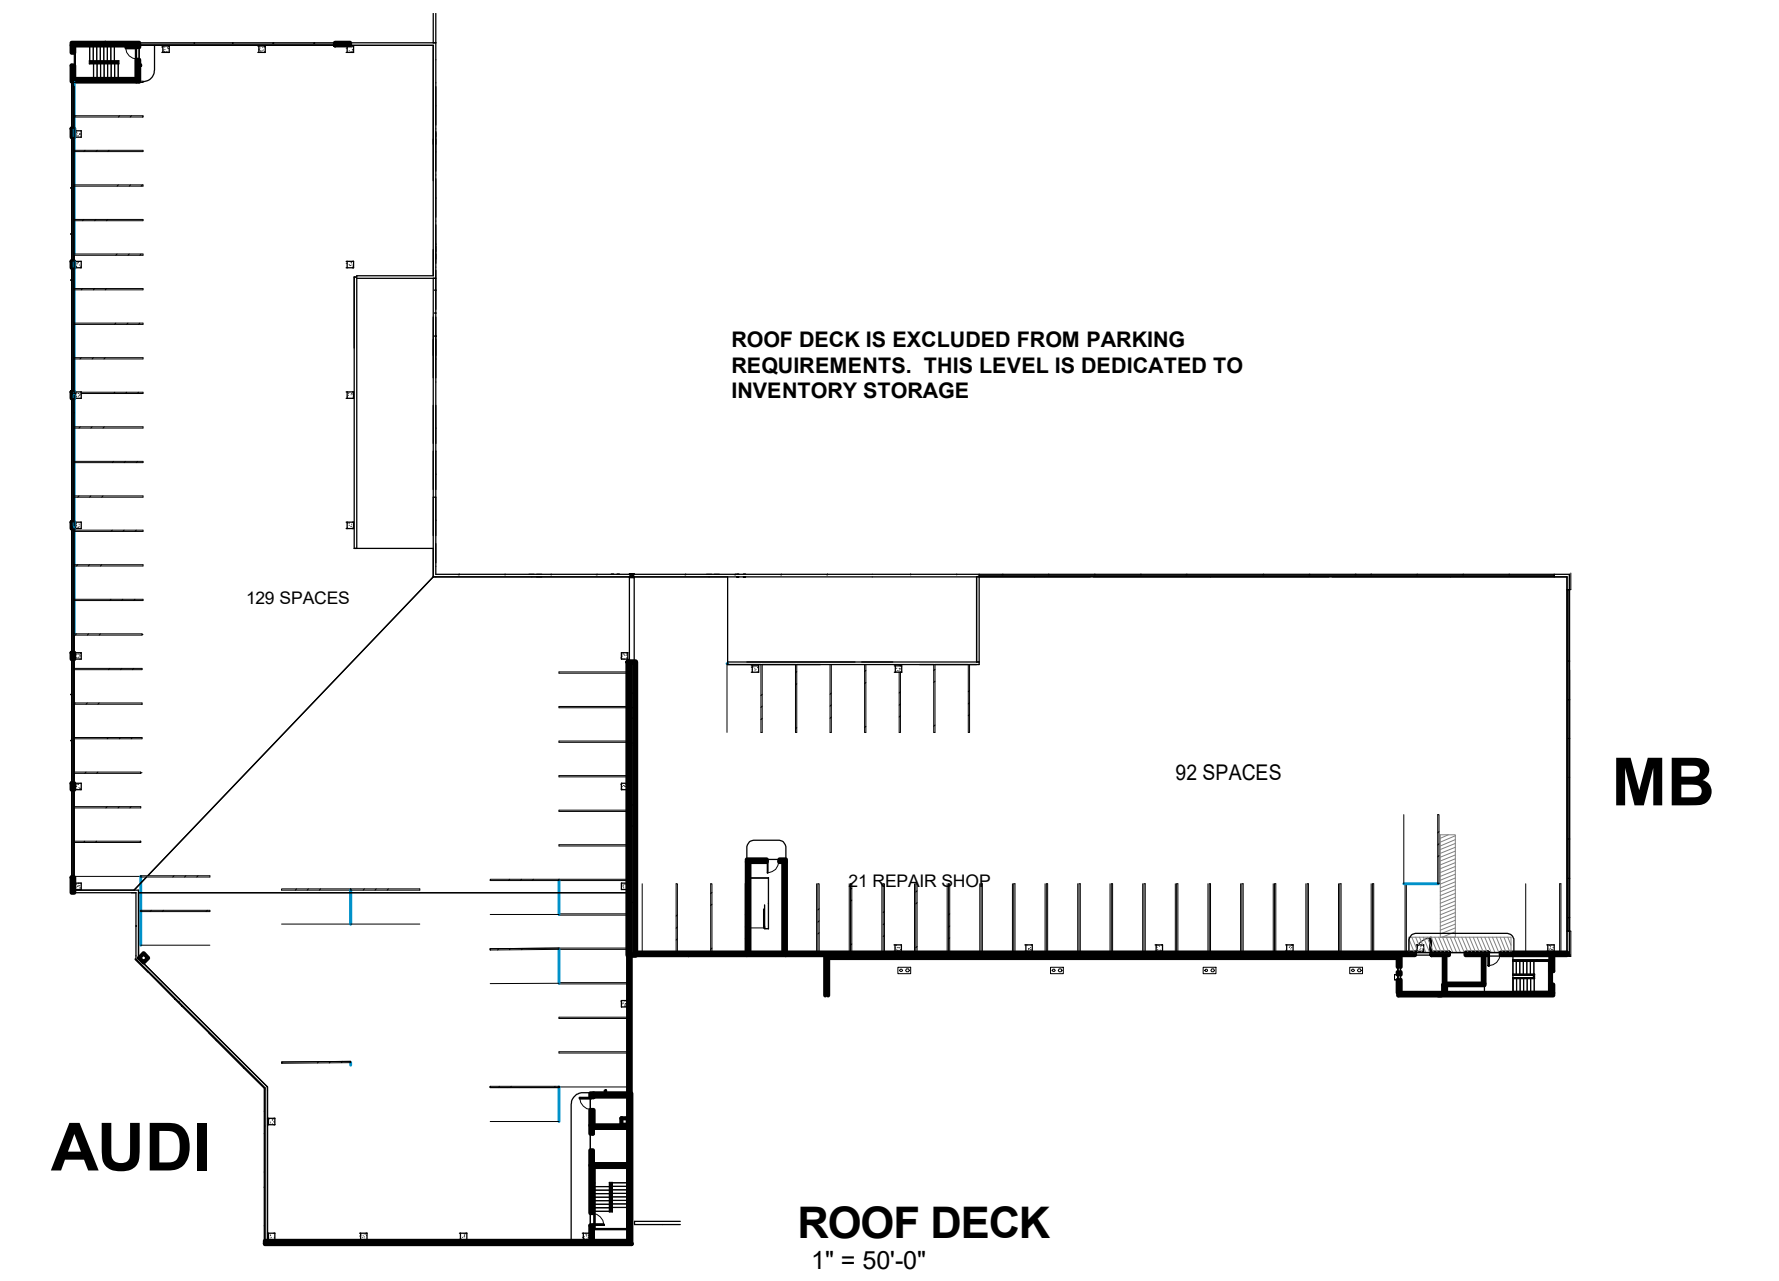 ROOF DECK IS EXCLUDED FROM PARKING
REQUIREMENTS. THIS LEVEL IS DEDICATED TO
INVENTORY STORAGE
129 SPACES
92 SPACES
MB
21 REPAIR SHOP
AUDI
ROOF DECK
1" = 50'-0"